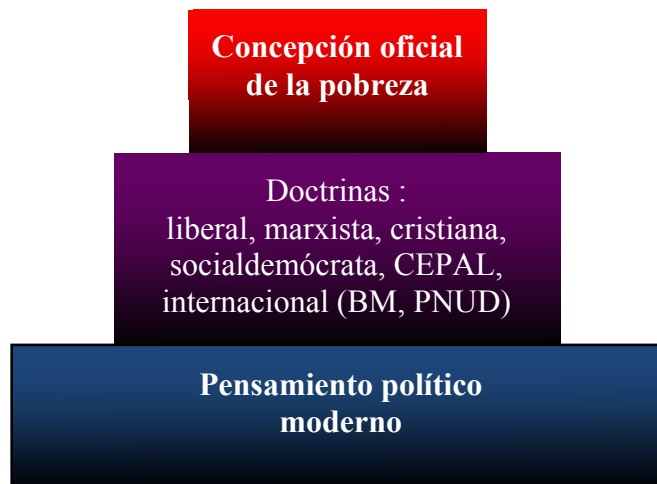 Concepción oficial
de la pobreza
Doctrinas :
liberal, marxista, cristiana,
socialdemócrata, CEPAL,
internacional (BM, PNUD)
Pensamiento político
moderno